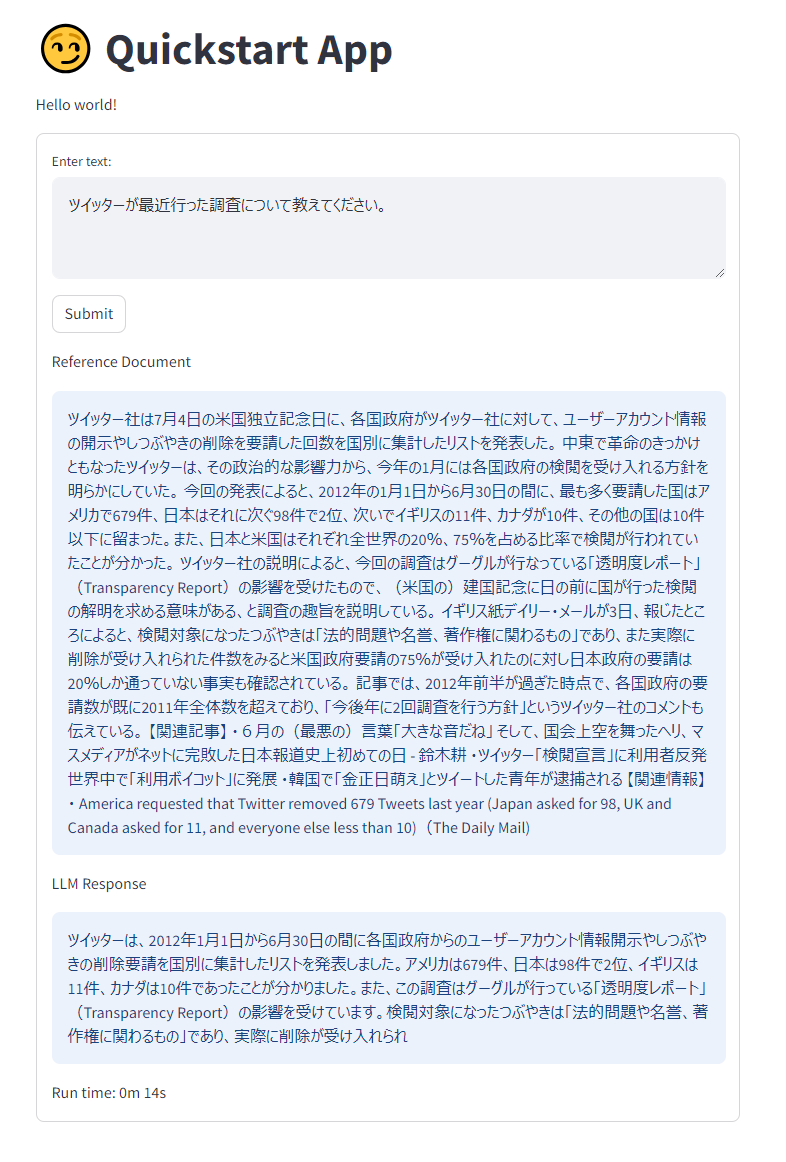 Quickstart App
Hello world!
Enter text:
ツイッターが最近行った調査について教えてください。
Submit
Reference Document
ツイッター社は7月4日の米国独立記念日に、各国政府がツイッター社に対して、ユーザーアカウント情報
の開示やしつぶやきの削除を要請した回数を国別に集計したリストを発表した。 中東で革命のきっかけ
ともなったツイッターは、その政治的な影響力から、今年の1月には各国政府の検閲を受け入れる方針を
明らかにしていた。 今回の発表によると、2012年の1月1日から6月30日の間に、最も多く要請した国はア
メリカで679件、日本はそれに次ぐ98件で2位、次いでイギリスの11件、カナダが10件、その他の国は10件
以下に留まった。また、日本と米国はそれぞれ全世界の20%、75%を占める比率で検閲が行われてい
たことが分かった。 ツイッター社の説明によると、今回の調査はグーグルが行なっている「透明度レポート」
（Transparency Report）の影響を受けたもので、（米国の）建国記念に日の前に国が行った検閲
の解明を求める意味がある、と調査の趣旨を説明している。 イギリス紙デイリー・メールが3日、報じたとこ
ろによると、検閲対象になったつぶやきは「法的問題や名誉、著作権に関わるもの」であり、また実際に
削除が受け入れられた件数をみると米国政府要請の75%が受け入れたのに対し日本政府の要請は
20%しか通っていない事実も確認されている。 記事では、2012年前半が過ぎた時点で、各国政府の要
請数が既に2011年全体数を超えており、「今後年に2回調査を行う方針」というツイッター社のコメントも
伝えている。 【関連記事】 ・６月の（最悪の）言葉「大きな音だね」 そして、国会上空を舞ったヘリ、マ
スメディアがネットに完敗した日本報道史上初めての日 - 鈴木耕 ・ツイッター「検閲宣言」に利用者反発
世界中で「利用ボイコット」に発展 ・韓国で「金正日萌え」とツイートした青年が逮捕される 【関連情報】
・ America requested that Twitter removed 679 Tweets last year (Japan asked for 98, UK and
Canada asked for 11, and everyone else less than 10)（The Daily Mail)
LLM Response
ツイッターは、2012年1月1日から6月30日の間に各国政府からのユーザーアカウント情報開示やしつぶや
きの削除要請を国別に集計したリストを発表しました。アメリカは679件、日本は98件で2位、イギリスは
11件、カナダは10件であったことが分かりました。また、この調査はグーグルが行っている「透明度レポート」
（Transparency Report）の影響を受けています。検閲対象になったつぶやきは「法的問題や名誉、著
作権に関わるもの」であり、実際に削除が受け入れられ
Run time: 0m 14s